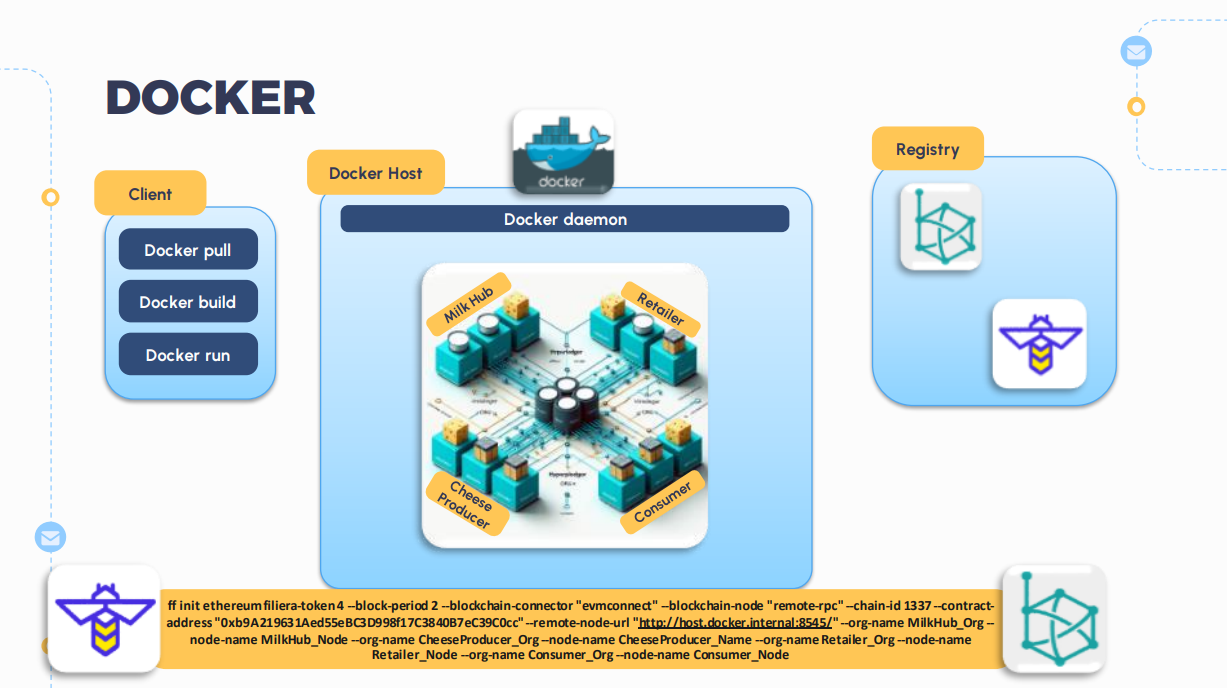 DOCKER
Client
Docker pull
Docker build
Docker run
Docker Host
docker
Docker daemon
Milk Hub
Retailer
Cheese
Producer
Consumer
Registry
ff init ethereum filiera-token 4 --block-period 2 --blockchain-connector "evmconnect" --blockchain-node "remote-rpc" --chain-id 1337 --contract-
address "0xb9A219631Aed55eBC3D998f17C3840B7eC39C0cc" --remote-node-url "http://host.docker.internal:8545/" --org-name MilkHub_Org --
node-name MilkHub_Node --org-name CheeseProducer_Org --node-name CheeseProducer_Name --org-name Retailer_Org --node-name
Retailer_Node --org-name Consumer_Org --node-name Consumer_Node